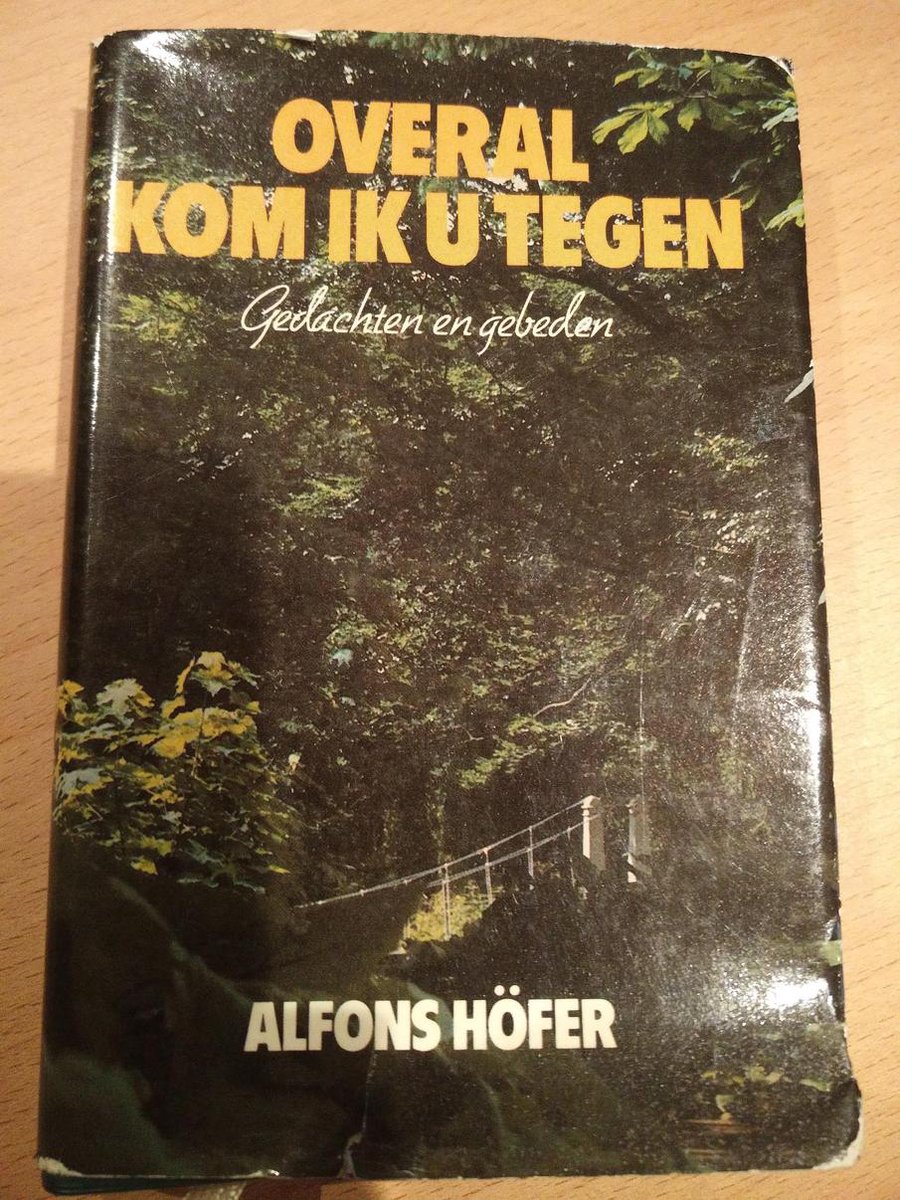 OVERAL
KOM IK U TEGEN
Gedachten en gebeden
ALFONS HÖFER